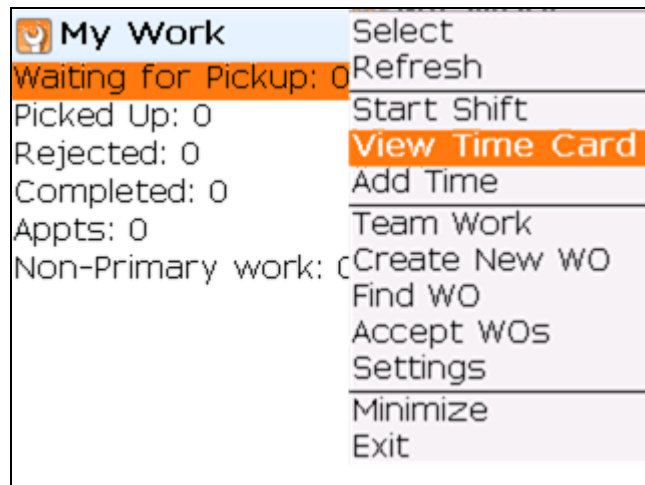 My Work
Waiting for Pickup: 0
Picked Up: 0
Rejected: 0
Completed: 0
Appts: 0
Non-Primary work:
Select
Refresh
Start Shift
View Time Card
Add Time
Team Work
Create New WO
Find WO
Accept WOs
Settings
Minimize
Exit